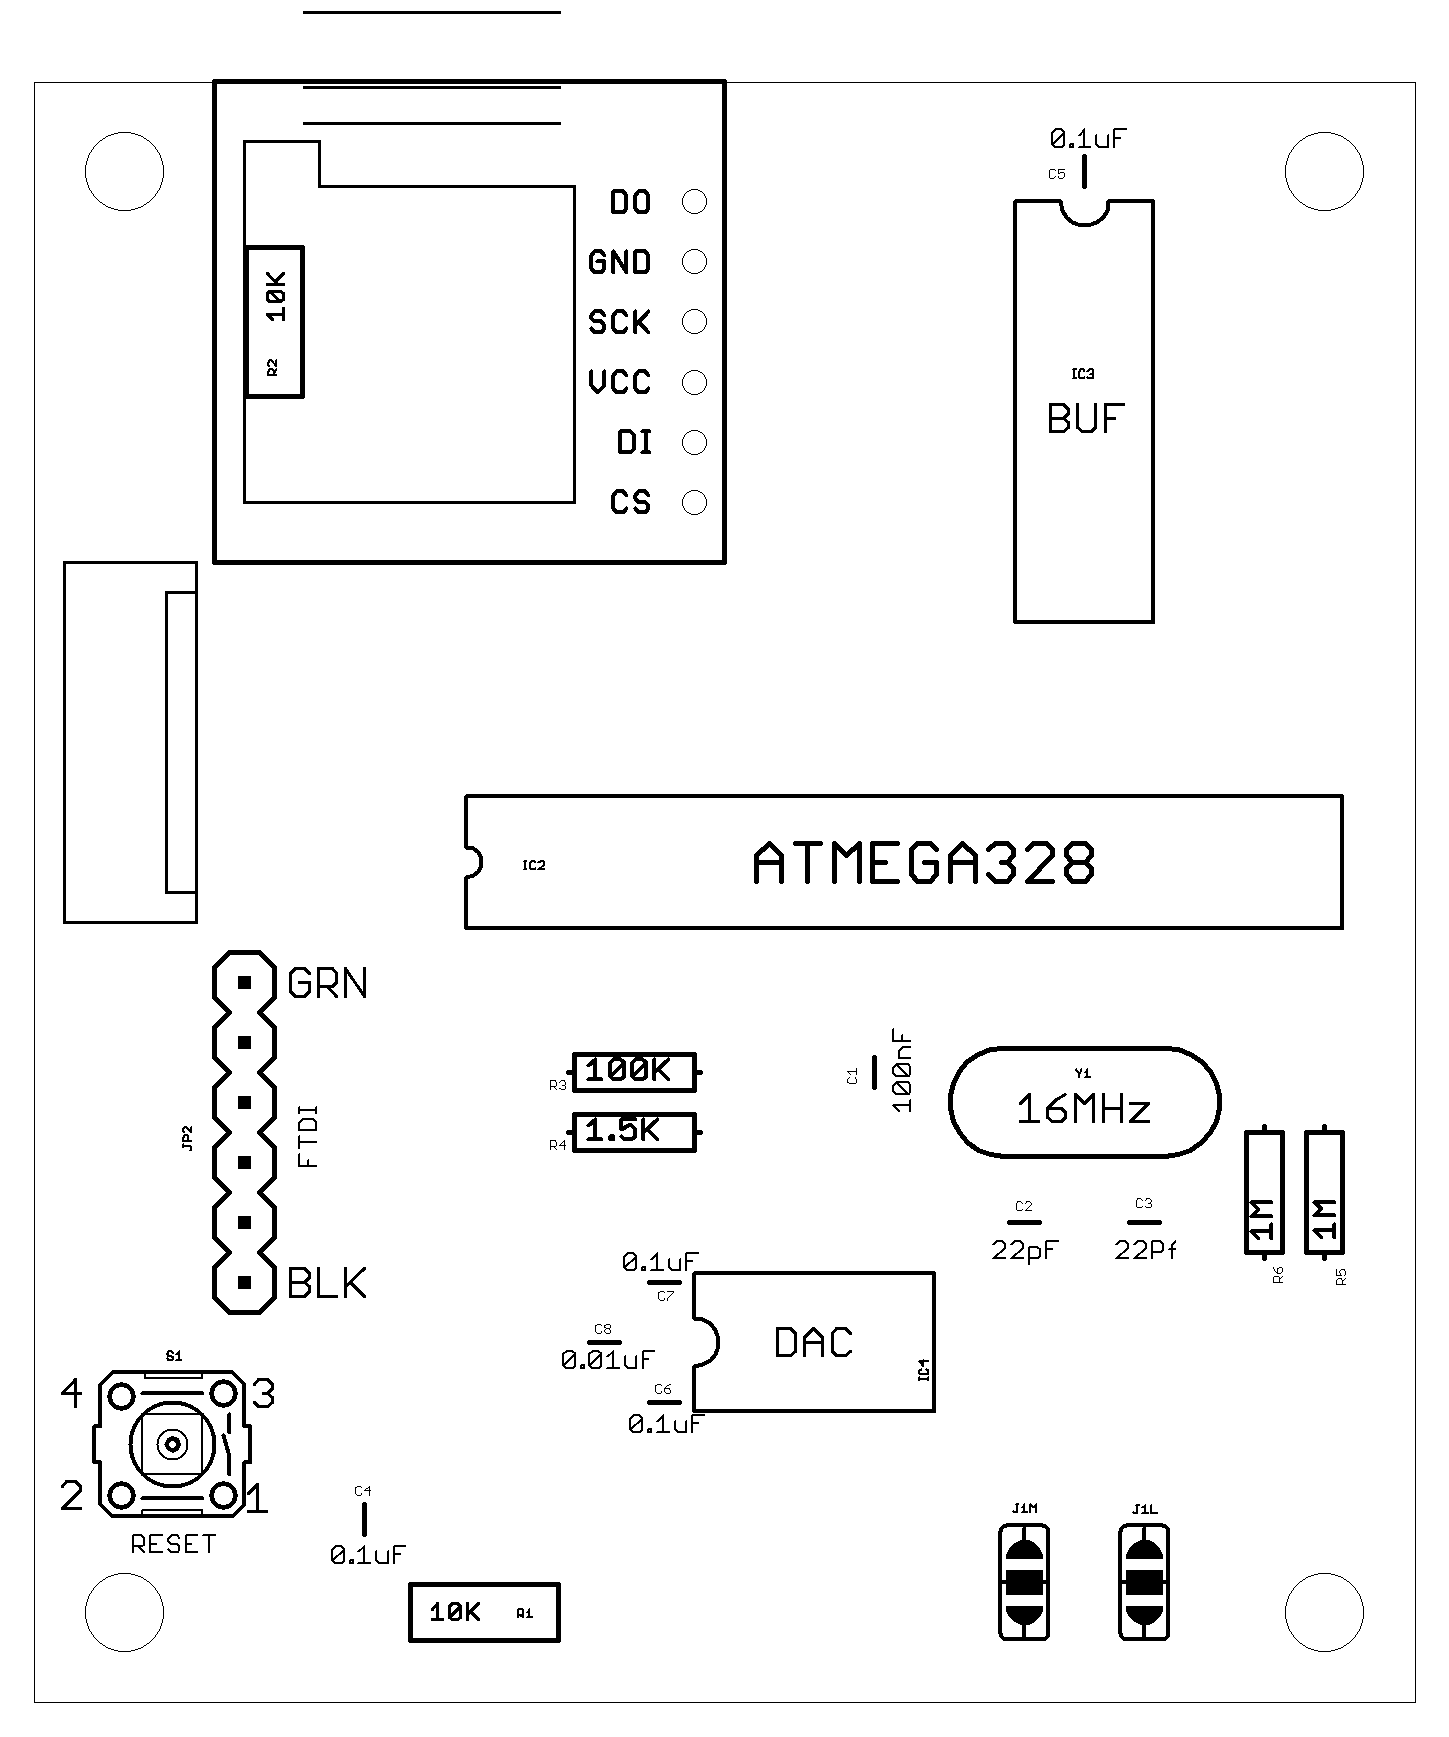 0.1uF
C5
DO
GND
SCK
VCC
DI
CS
10K
R2
IC3
BUF
IC2
ATMEGA328
GRN
FTDI
JP2
BLK
R3
100K
R4
1.5K
C1
100nF
Y1
16MHz
C2
22pF
C3
22Pf
1M
R6
1M
R5
0.1uF
C7
C8
0.01uF
C6
0.1uF
DAC
IC4
S1
4
3
2
1
RESET
C4
0.1uF
10K
R1
J1M
J1L